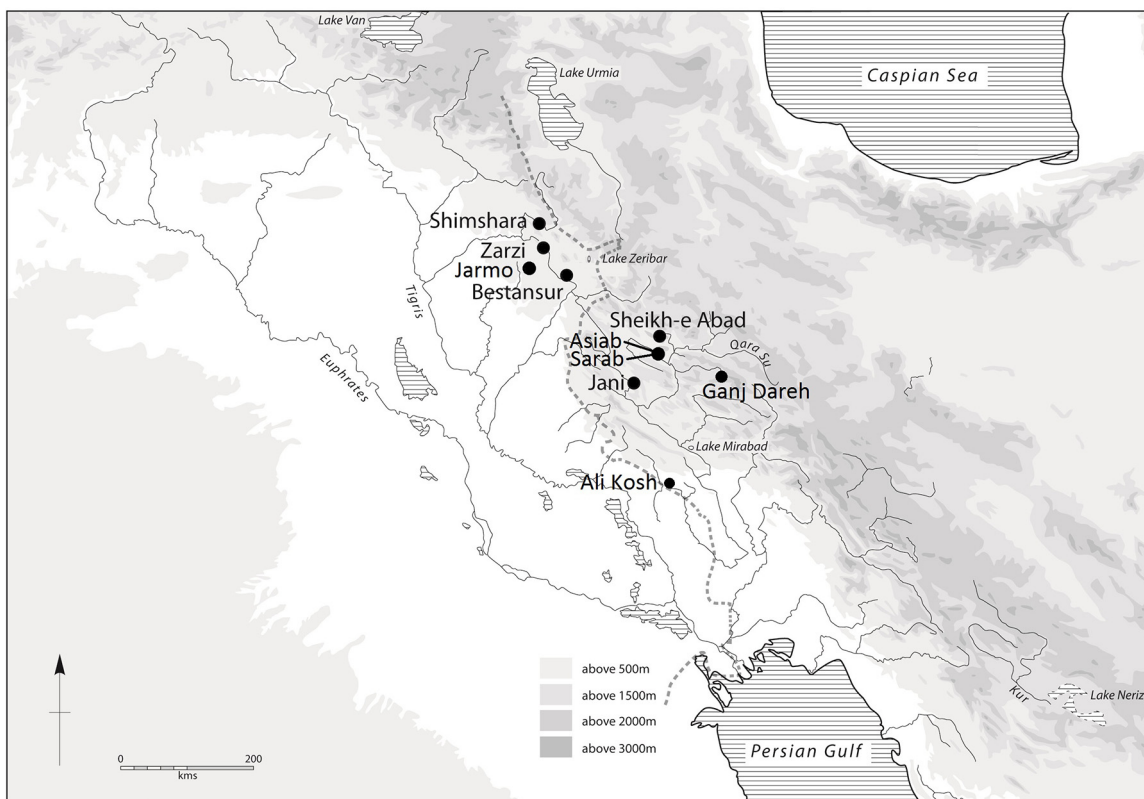 Lake Van
Lake Urmia
Caspian Sea
Shimshara
Zarzi
Lake Zeribar
Jarmo
Bestansur
Tigris
Sheikh-e Abad
Asiab
Qara Su
Sarab
Euphrates
Jani
Ganj Dareh
Lake Mirabad
Ali Kosh
above 500m
above 1500m
above 2000m
above 3000m
Kur
Lake Neriz
Persian Gulf
0 200
kms